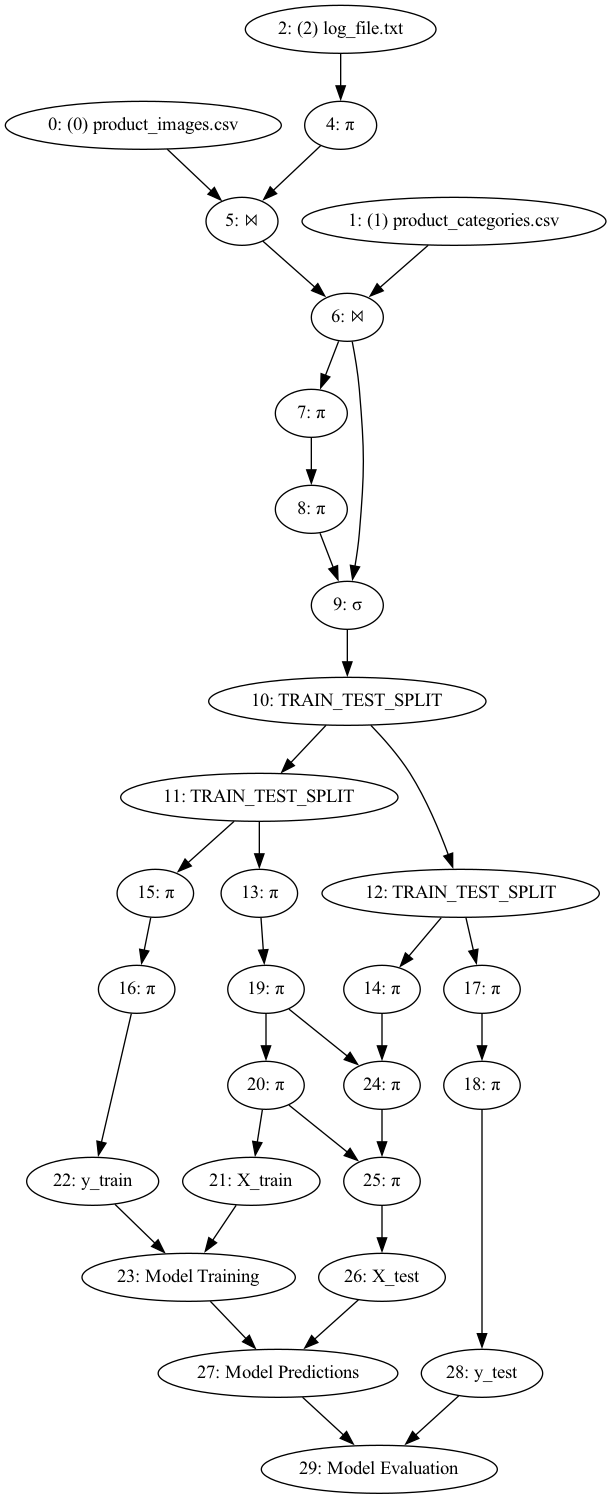 2: (2) log_file.txt
0: (0) product_images.csv
4: π
5: ⋈
1: (1) product_categories.csv
6: ⋈
7: π
8: π
9: σ
10: TRAIN_TEST_SPLIT
11: TRAIN_TEST_SPLIT
15: π
13: π
12: TRAIN_TEST_SPLIT
16: π
19: π
14: π
17: π
20: π
24: π
18: π
22: y_train
21: X_train
25: π
23: Model Training
26: X_test
27: Model Predictions
28: y_test
29: Model Evaluation